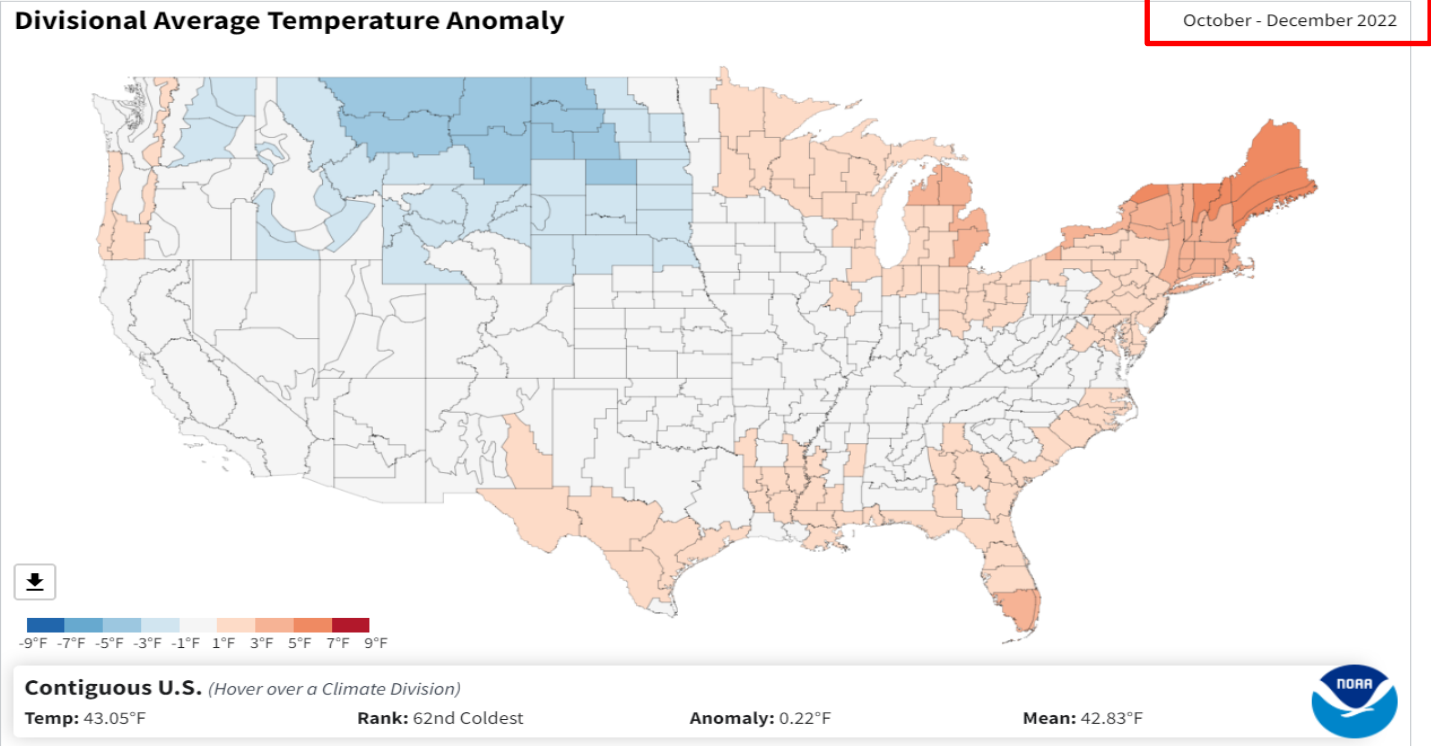 Divisional Average Temperature Anomaly
October - December 2022
-9°F -7°F -5°F -3°F -1°F 1°F 3°F 5°F 7°F 9°F
Contiguous U.S. (Hover over a Climate Division)
NOAA
Temp: 43.05°F Rank: 62nd Coldest Anomaly: 0.22°F Mean: 42.83°F